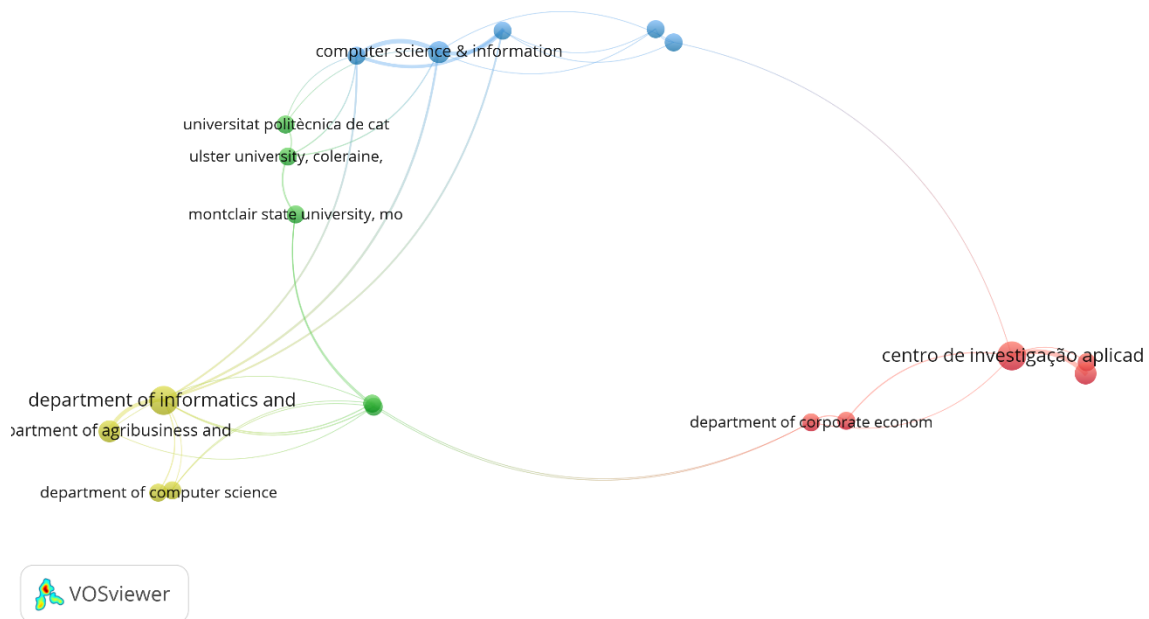 computer science & information
universitat politècnica de cat
ulster university, coleraine,
montclair state university, mo
centro de investigação aplicad
department of informatics and
department of corporate econom
partment of agribusiness and
department of computer science
VOSviewer